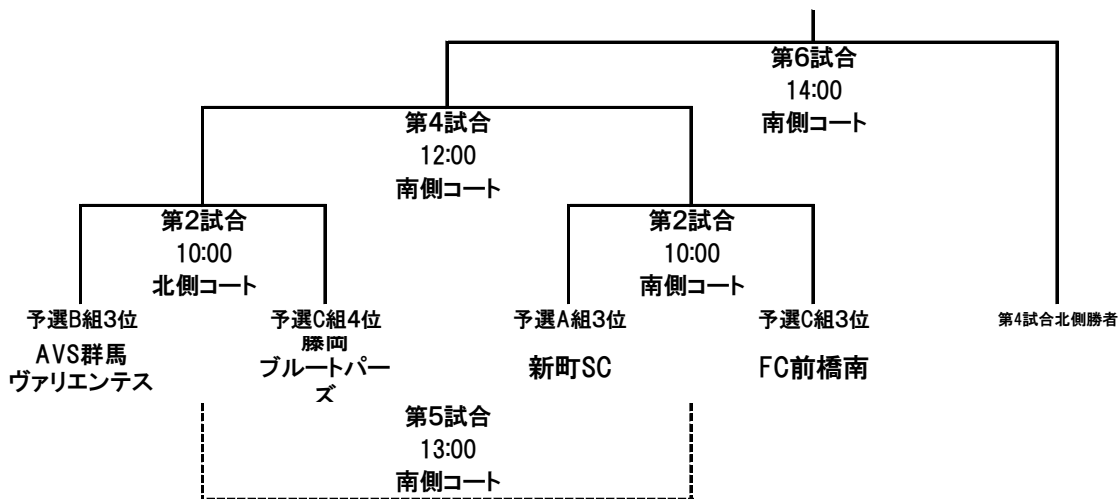 第6試合
14:00
南側コート
第4試合
12:00
南側コート
第2試合
10:00
北側コート
第2試合
10:00
南側コート
予選B組3位
AVS群馬
ヴァリエンテス
予選C組4位
藤岡
ブルートパー
ズ
予選A組3位
新町SC
予選C組3位
FC前橋南
第4試合北側勝者
第5試合
13:00
南側コート